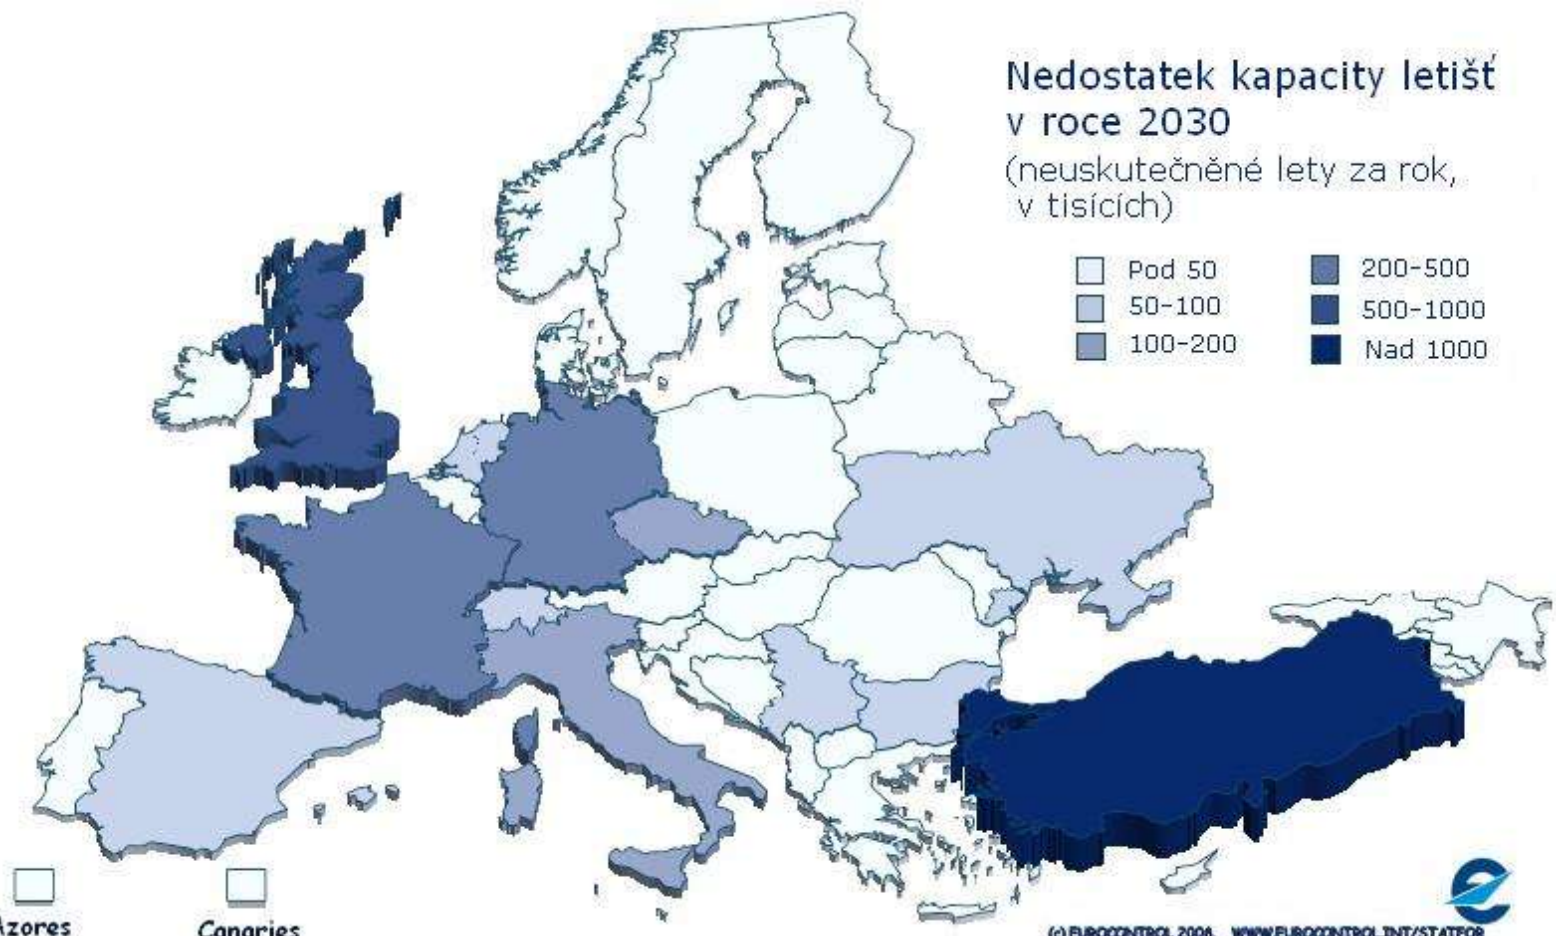 Nedostatek kapacity letišť
v roce 2030
(neuskutečněné lety za rok,
v tisících)
Pod 50
50-100
100-200
200-500
500-1000
Nad 1000
Azores
Canaries
(c) EUROCONTROL 2008 WWW.EUROCONTROL.INT/STATFOR